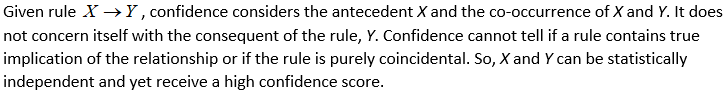 Given rule X → Y, confidence considers the antecedent X and the co-occurrence of X and Y. It does
not concern itself with the consequent of the rule, Y. Confidence cannot tell if a rule contains true
implication of the relationship or if the rule is purely coincidental. So, X and Y can be statistically
independent and yet receive a high confidence score.